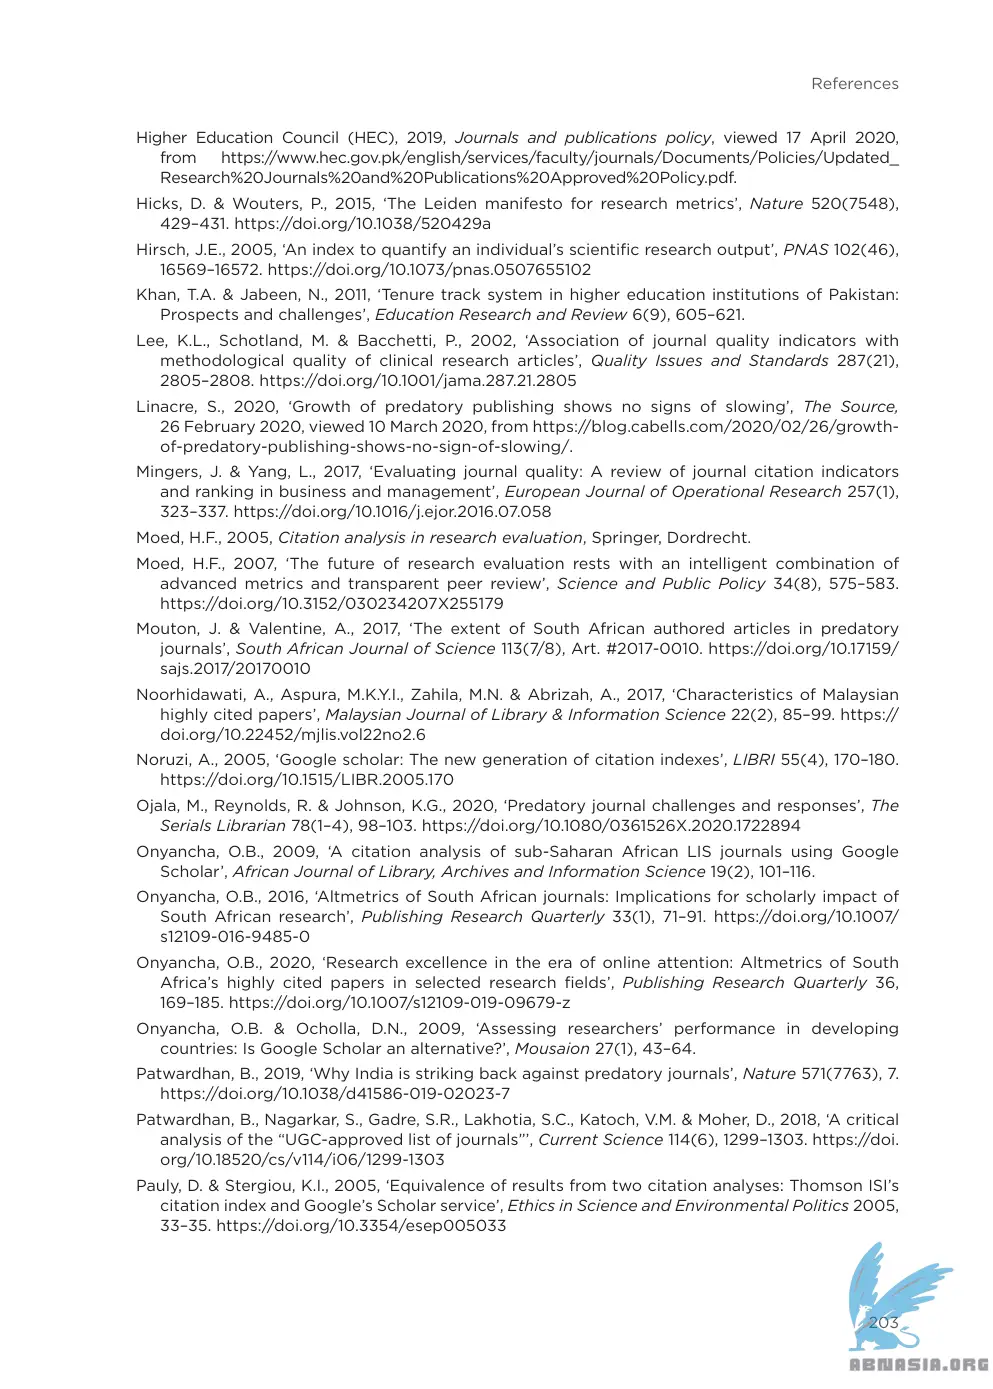 References
Higher Education Council (HEC), 2019, Journals and publications policy, viewed 17 April 2020,
from https://www.hec.gov.pk/english/services/faculty/journals/Documents/Policies/Updated_
Research%20Journals%20and%20Publications%20Approved%20Policy.pdf.
Hicks, D. & Wouters, P., 2015, ‘The Leiden manifesto for research metrics’, Nature 520(7548),
429–431. https://doi.org/10.1038/520429a
Hirsch, J.E., 2005, ‘An index to quantify an individual’s scientific research output’, PNAS 102(46),
16569–16572. https://doi.org/10.1073/pnas.0507655102
Khan, T.A. & Jabeen, N., 2011, ‘Tenure track system in higher education institutions of Pakistan:
Prospects and challenges’, Education Research and Review 6(9), 605–621.
Lee, K.L., Schotland, M. & Bacchetti, P., 2002, ‘Association of journal quality indicators with
methodological quality of clinical research articles’, Quality Issues and Standards 287(21),
2805–2808. https://doi.org/10.1001/jama.287.21.2805
Linacre, S., 2020, ‘Growth of predatory publishing shows no signs of slowing’, The Source,
26 February 2020, viewed 10 March 2020, from https://blog.cabells.com/2020/02/26/growth-
of-predatory-publishing-shows-no-sign-of-slowing/.
Mingers, J. & Yang, L., 2017, ‘Evaluating journal quality: A review of journal citation indicators
and ranking in business and management’, European Journal of Operational Research 257(1),
323–337. https://doi.org/10.1016/j.ejor.2016.07.058
Moed, H.F., 2005, Citation analysis in research evaluation, Springer, Dordrecht.
Moed, H.F., 2007, ‘The future of research evaluation rests with an intelligent combination of
advanced metrics and transparent peer review’, Science and Public Policy 34(8), 575–583.
https://doi.org/10.3152/030234207X255179
Mouton, J. & Valentine, A., 2017, ‘The extent of South African authored articles in predatory
journals’, South African Journal of Science 113(7/8), Art. #2017-0010. https://doi.org/10.17159/
sajs.2017/20170010
Noorhidawati, A., Aspura, M.K.Y.I., Zahila, M.N. & Abrizah, A., 2017, ‘Characteristics of Malaysian
highly cited papers’, Malaysian Journal of Library & Information Science 22(2), 85–99. https://
doi.org/10.22452/mjlis.vol22no2.6
Noruzi, A., 2005, ‘Google scholar: The new generation of citation indexes’, LIBRI 55(4), 170–180.
https://doi.org/10.1515/LIBR.2005.170
Ojala, M., Reynolds, R. & Johnson, K.G., 2020, ‘Predatory journal challenges and responses’, The
Serials Librarian 78(1–4), 98–103. https://doi.org/10.1080/0361526X.2020.1722894
Onyancha, O.B., 2009, ‘A citation analysis of sub-Saharan African LIS journals using Google
Scholar’, African Journal of Library, Archives and Information Science 19(2), 101–116.
Onyancha, O.B., 2016, ‘Altmetrics of South African journals: Implications for scholarly impact of
South African research’, Publishing Research Quarterly 33(1), 71–91. https://doi.org/10.1007/
s12109-016-9485-0
Onyancha, O.B., 2020, ‘Research excellence in the era of online attention: Altmetrics of South
Africa’s highly cited papers in selected research fields’, Publishing Research Quarterly 36,
169–185. https://doi.org/10.1007/s12109-019-09679-z
Onyancha, O.B. & Ocholla, D.N., 2009, ‘Assessing researchers’ performance in developing
countries: Is Google Scholar an alternative?’, Mousaion 27(1), 43–64.
Patwardhan, B., 2019, ‘Why India is striking back against predatory journals’, Nature 571(7763), 7.
https://doi.org/10.1038/d41586-019-02023-7
Patwardhan, B., Nagarkar, S., Gadre, S.R., Lakhotia, S.C., Katoch, V.M. & Moher, D., 2018, ‘A critical
analysis of the “UGC-approved list of journals”’, Current Science 114(6), 1299–1303. https://doi.
org/10.18520/cs/v114/i06/1299-1303
Pauly, D. & Stergiou, K.I., 2005, ‘Equivalence of results from two citation analyses: Thomson ISI’s
citation index and Google’s Scholar service’, Ethics in Science and Environmental Politics 2005,
33–35. https://doi.org/10.3354/esep005033
203
ABNASIA.ORG